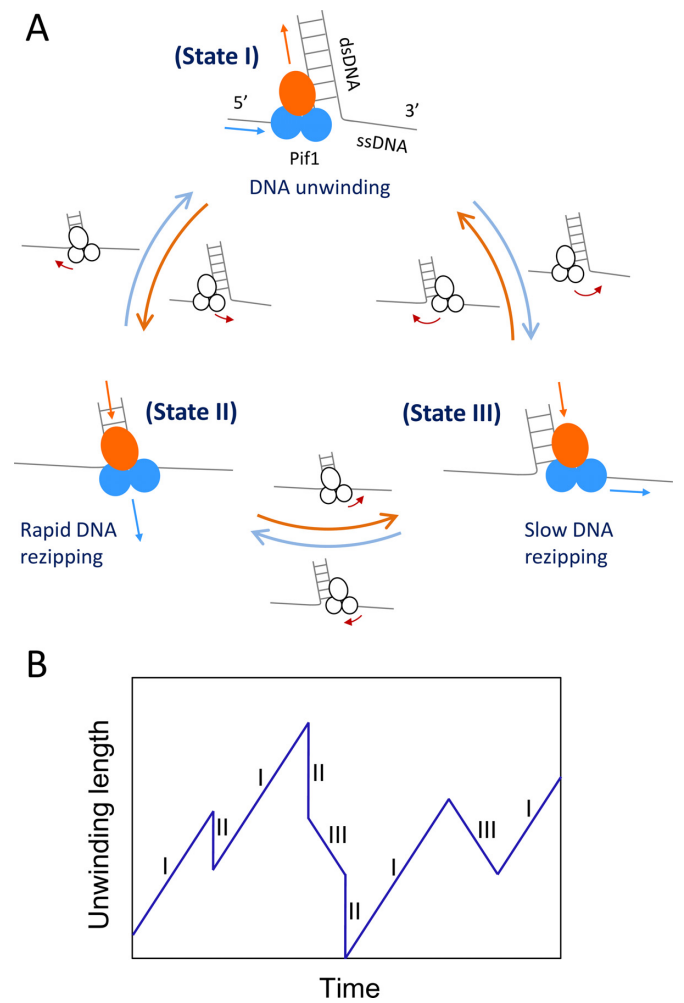 A
(State I)
dsDNA
5’
3’
ssDNA
Pif1
DNA unwinding
(State II)
(State III)
Rapid DNA
rezipping
Slow DNA
rezipping
B
Unwinding length
I
II
I
II
III
II
I
III
I
Time